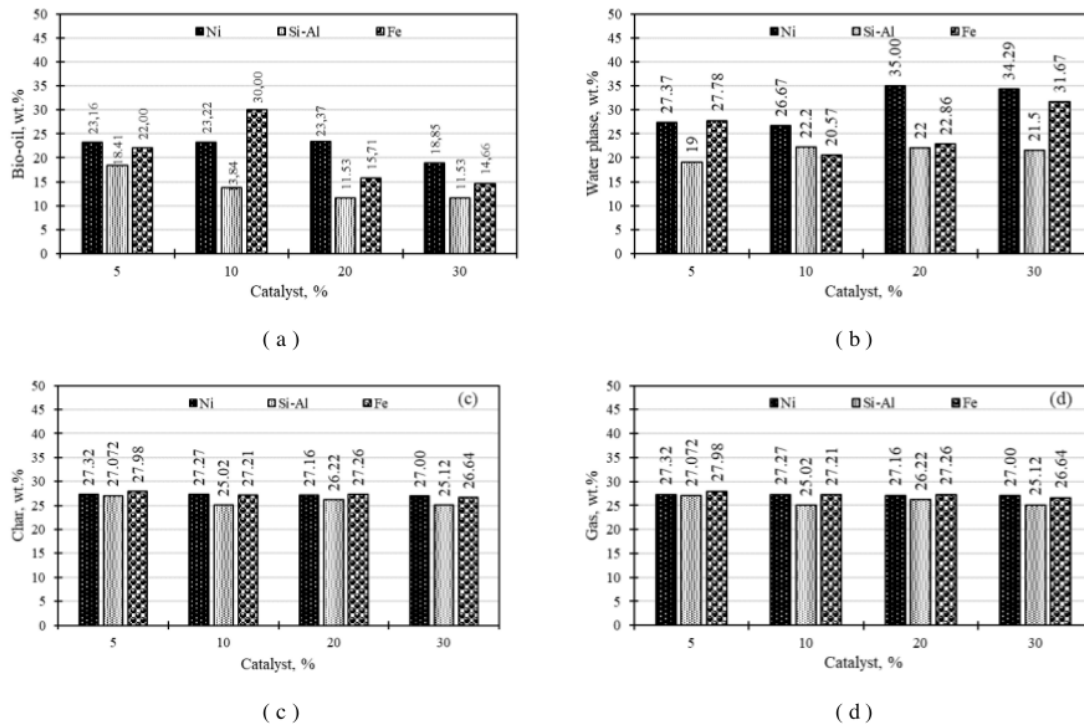 50
45
40
35
30
25
20
15
10
5
0
Bio-oil, wt.%
Ni Si-Al Fe
23,16 18.41 22,00
23,22 3,84 30,00
23,37 11.53 15,71
18,85 11.53 14,66
5 10 20 30
Catalyst, %
( a )
50
45
40
35
30
25
20
15
10
5
0
Water phase, wt.%
Ni Si-Al Fe
27.37 19 27.78
26.67 22.2 20.57
35.00 22 22.86
34.29 21.5 31.67
5 10 20 30
Catalyst, %
( b )
50
45
40
35
30
25
20
15
10
5
0
Char, wt.%
Ni Si-Al Fe (c)
27.32 27.072 27.98
27.27 25.02 27.21
27.16 26.22 27.26
27.00 25.12 26.64
5 10 20 30
Catalyst, %
( c )
50
45
40
35
30
25
20
15
10
5
0
Gas, wt.%
Ni Si-Al Fe (d)
27.32 27.072 27.98
27.27 25.02 27.21
27.16 26.22 27.26
27.00 25.12 26.64
5 10 20 30
Catalyst, %
( d )